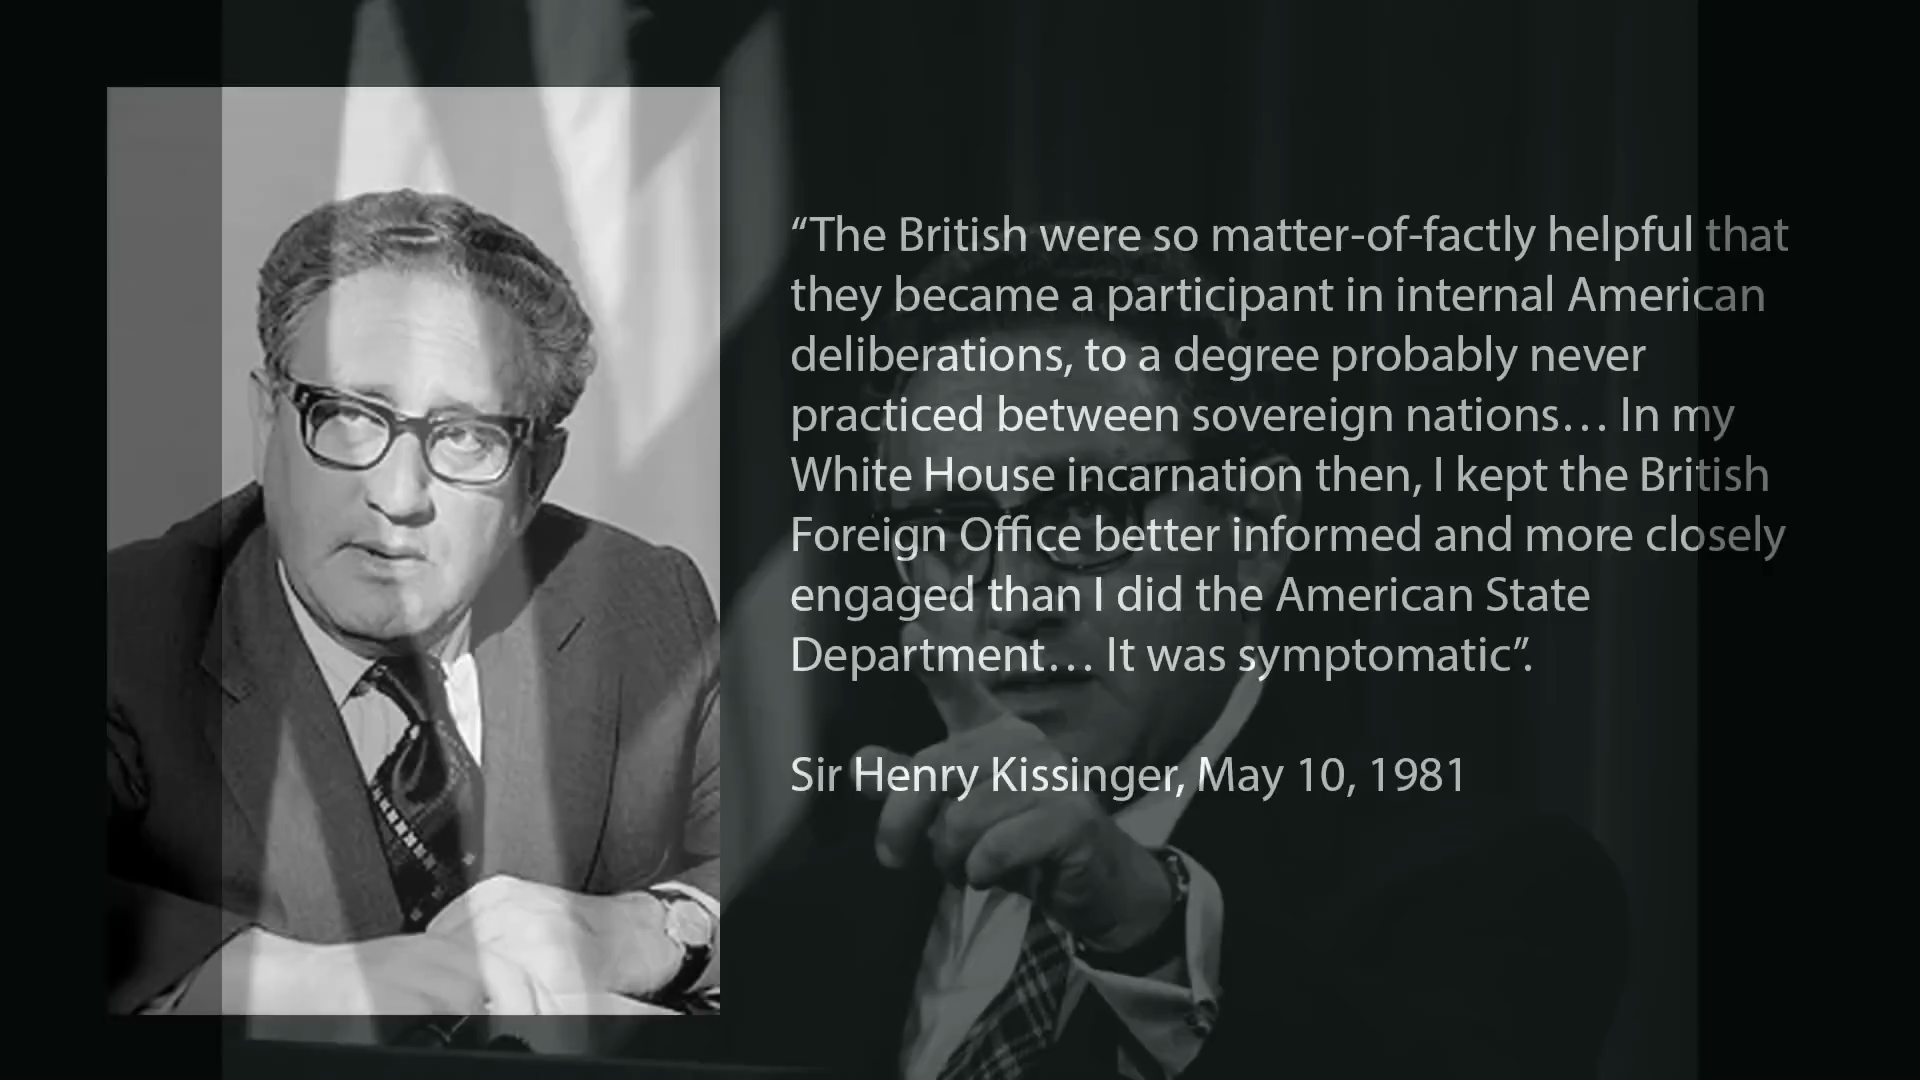 “The British were so matter-of-factly helpful that
they became a participant in internal American
deliberations, to a degree probably never
practiced between sovereign nations… In my
White House incarnation then, I kept the British
Foreign Office better informed and more closely
engaged than I did the American State
Department… It was symptomatic”.
Sir Henry Kissinger, May 10, 1981